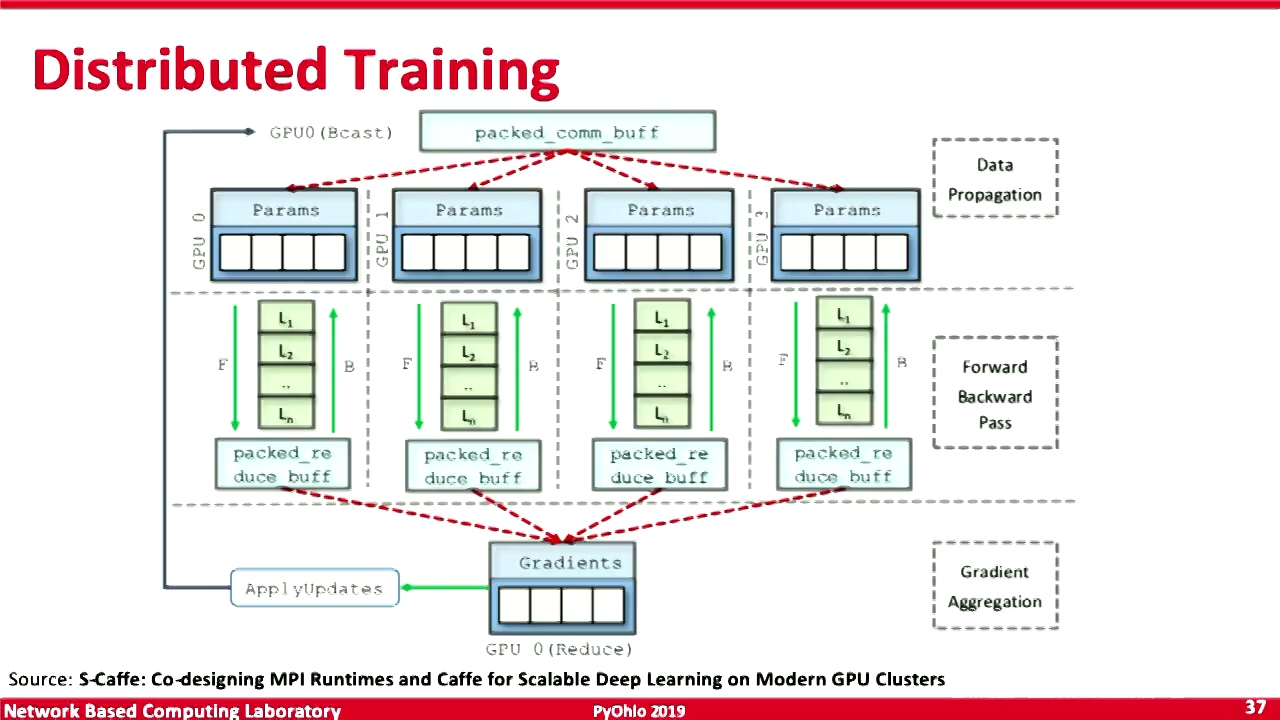 Distributed Training
GPU0(Bcast)
packed_comm_buff
Data
Propagation
GPU 0
Params
GPU 1
Params
GPU 2
Params
GPU 3
Params
F
L1
L2
..
Ln
B
F
L1
L2
..
Ln
B
F
L1
L2
..
Ln
B
F
L1
L2
..
Ln
B
Forward
Backward
Pass
packed_re
duce_buff
packed_re
duce_buff
packed_re
duce_buff
packed_re
duce_buff
Gradients
ApplyUpdates
Gradient
Aggregation
GPU 0(Reduce)
Source: S-Caffe: Co-designing MPI Runtimes and Caffe for Scalable Deep Learning on Modern GPU Clusters
Network Based Computing Laboratory
PyOhio 2019
37